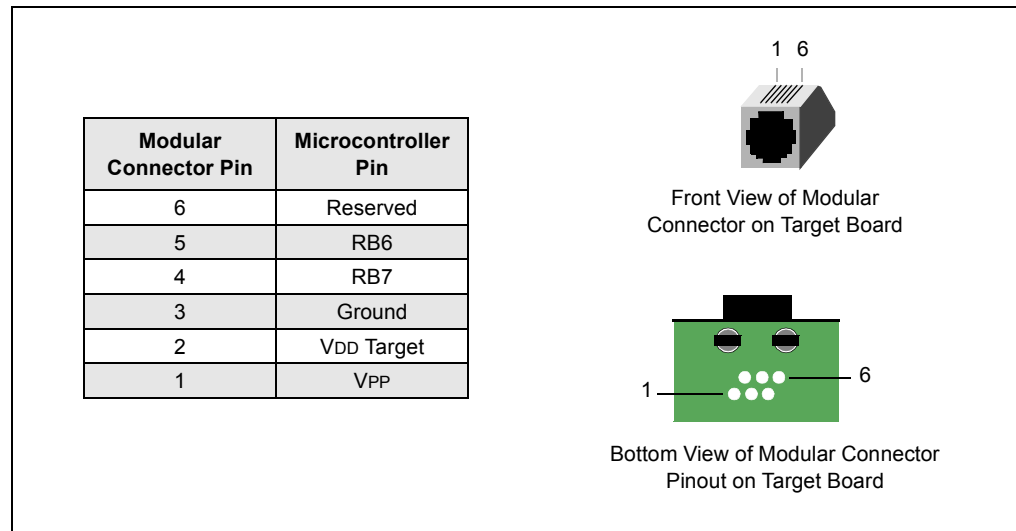 Modular Connector Pin | Microcontroller Pin
6 | Reserved
5 | RB6
4 | RB7
3 | Ground
2 | VDD Target
1 | VPP
1 6
Front View of Modular
Connector on Target Board
6
1
Bottom View of Modular Connector
Pinout on Target Board